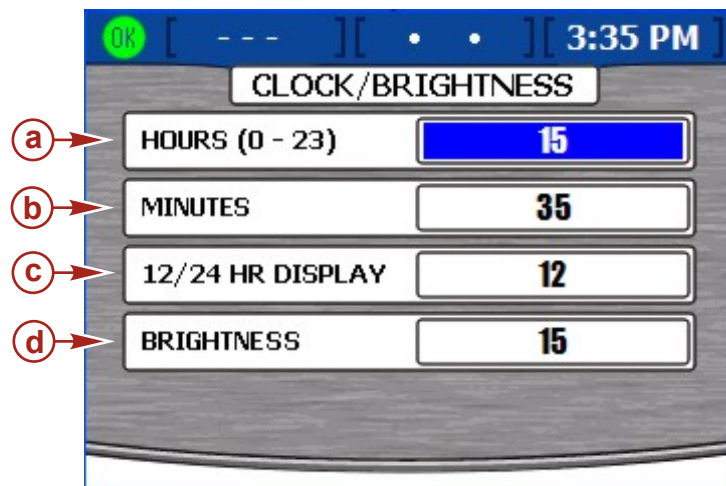 OK [ - - - ][ • • ][ 3:35 PM ]
CLOCK/BRIGHTNESS
a HOURS (0 - 23) 15
b MINUTES 35
c 12/24 HR DISPLAY 12
d BRIGHTNESS 15